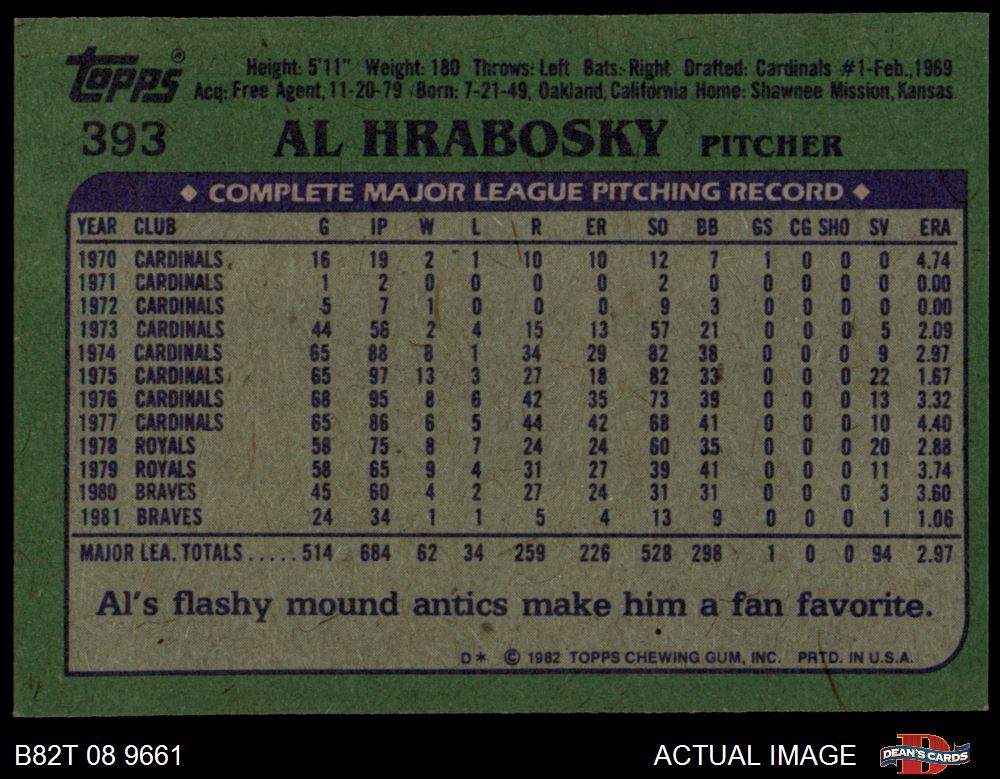 Topps ®
Height: 5'11" Weight: 180 Throws: Left Bats: Right Drafted: Cardinals #1-Feb., 1969
Acq: Free Agent, 11-20-79 Born: 7-21-49, Oakland, California Home: Shawnee Mission, Kansas
393 AL HRABOSKY PITCHER
COMPLETE MAJOR LEAGUE PITCHING RECORD
YEAR CLUB G IP W L R ER SO BB GS CG SHO SV ERA
1970 CARDINALS 16 19 2 1 10 10 12 7 1 0 0 0 4.74
1971 CARDINALS 1 2 0 0 0 0 2 0 0 0 0 0 0.00
1972 CARDINALS 5 7 1 0 0 0 9 3 0 0 0 0 0.00
1973 CARDINALS 44 56 2 4 15 13 57 21 0 0 0 5 2.09
1974 CARDINALS 65 88 8 1 34 29 82 38 0 0 0 9 2.97
1975 CARDINALS 65 97 13 3 27 18 82 33 0 0 0 22 1.67
1976 CARDINALS 68 95 8 6 42 35 73 39 0 0 0 13 3.32
1977 CARDINALS 65 86 6 5 44 42 68 41 0 0 0 10 4.40
1978 ROYALS 58 75 8 7 24 24 60 35 0 0 0 20 2.88
1979 ROYALS 58 65 9 4 31 27 39 41 0 0 0 11 3.74
1980 BRAVES 45 60 4 2 27 24 31 31 0 0 0 3 3.60
1981 BRAVES 24 34 1 1 5 4 13 9 0 0 0 1 1.06
MAJOR LEA. TOTALS ..... 514 684 62 34 259 226 528 298 1 0 0 94 2.97
Al's flashy mound antics make him a fan favorite.
D* © 1982 TOPPS CHEWING GUM, INC. PRTD. IN U.S.A.
B82T 08 9661 ACTUAL IMAGE DEAN'S CARDS